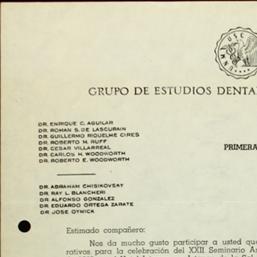 GRUPO DE ESTUDIOS DENTA
DR. ENRIQUE C. AGUILAR
DR. ROMAN S. DE LASCURAIN
DR. GUILLERMO RIQUELME CIRES
DR. ROBERTO M. RUFF
DR. CESAR VILLARREAL
DR. CARLOS H. WOODWORTH
DR. ROBERTO E. WOODWORTH
PRIMERA
DR. ABRAHAM CHISIKOVSAY
DR. RAY L. BLANCHERI
DR. ALFONSO GONZALEZ
DR. EDUARDO ORTEGA ZARATE
DR. JOSE OYNICK
Estimado compañero:
Nos da mucho gusto participar a usted que
rativos para la celebración del XXII Seminario A